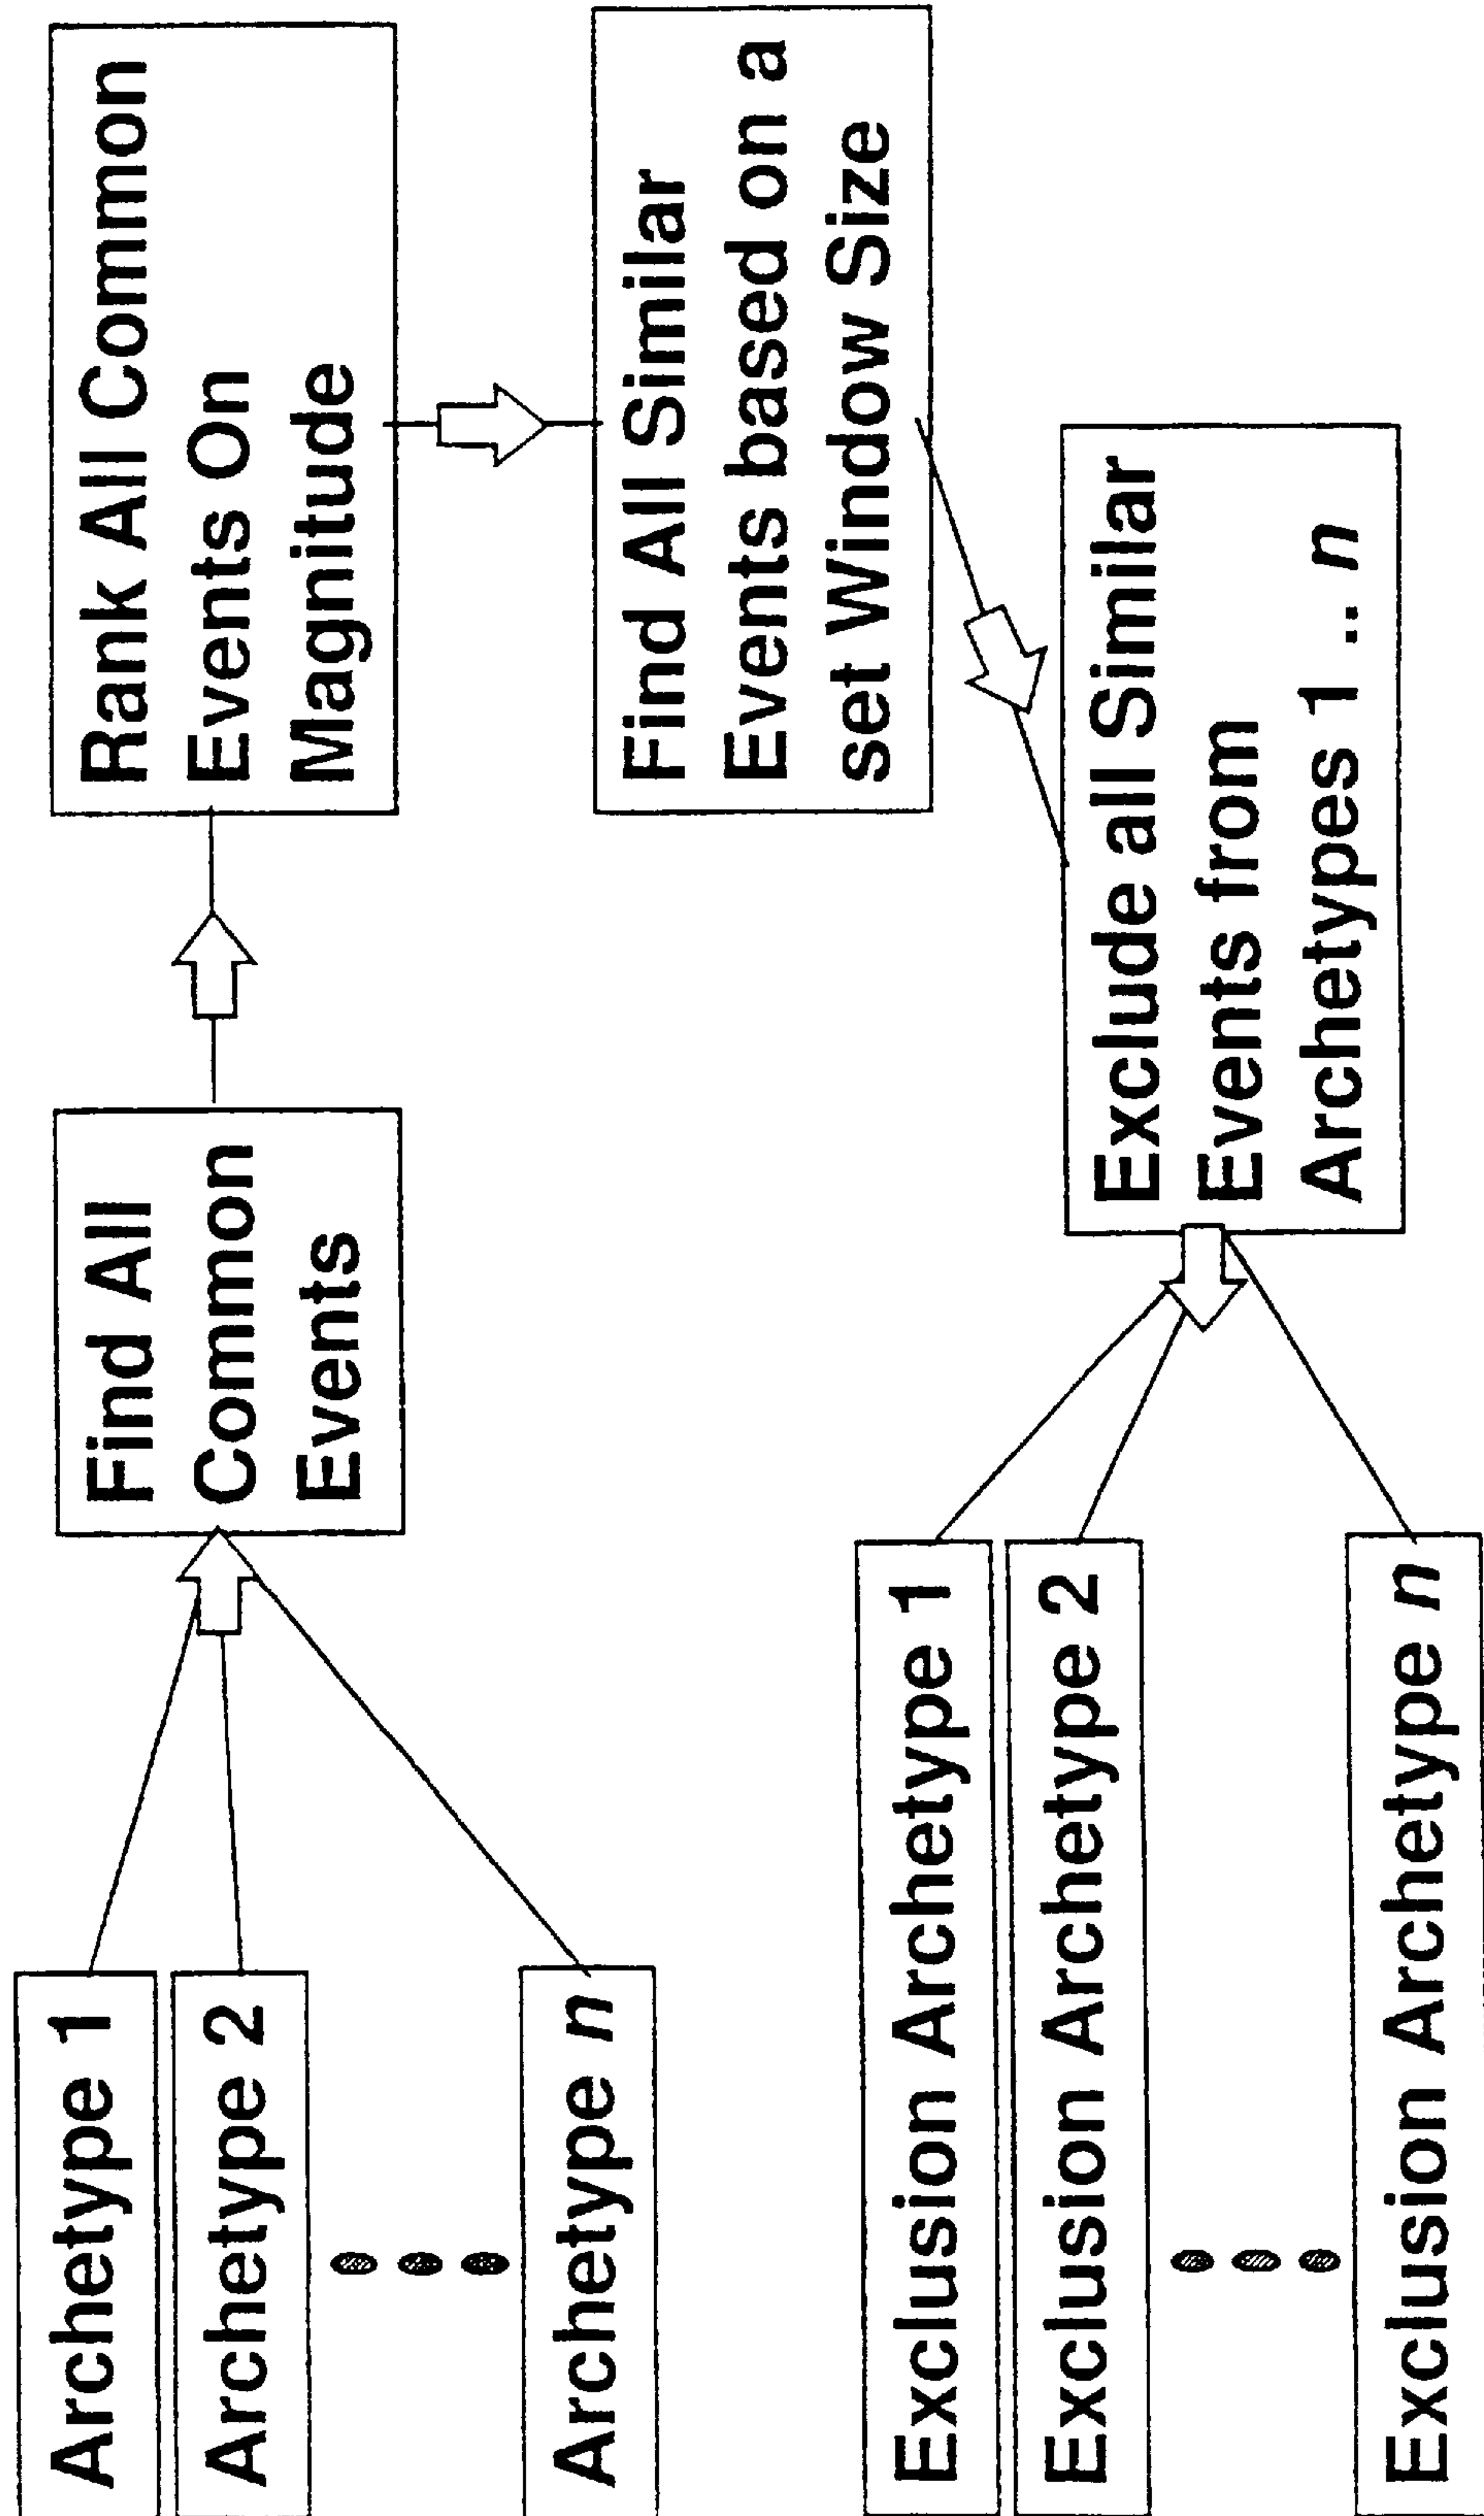 Archetype 1
Archetype 2
Archetype n
Find All
Common
Events
Rank All Common
Events On
Magnitude
Find All Similar
Events based on a
set Window Size
Exclude all Similar
Events from
Archetypes 1 .. n
Exclusion Archetype 1
Exclusion Archetype 2
Exclusion Archetype n